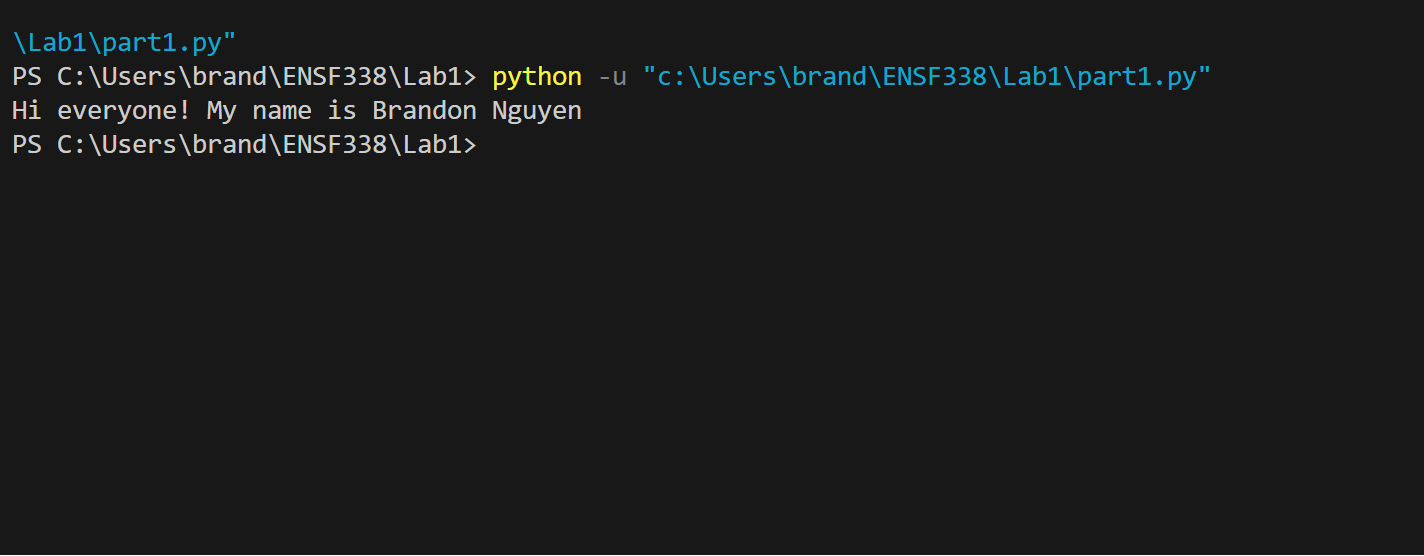 \Lab1\part1.py"
PS C:\Users\brand\ENSF338\Lab1> python -u "c:\Users\brand\ENSF338\Lab1\part1.py"
Hi everyone! My name is Brandon Nguyen
PS C:\Users\brand\ENSF338\Lab1>